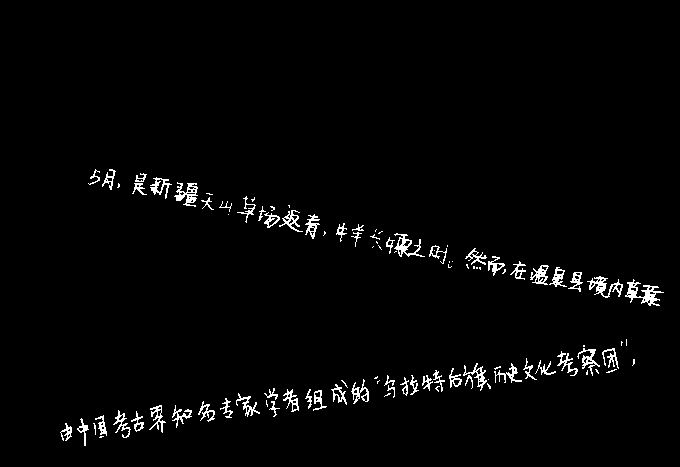 5月,是新疆天山草场返青,牛羊长膘之时。然而,在温泉县境内草蓀
由中国考古界知名专家学者组成的“乌拉特后旗历史文化考察团”,